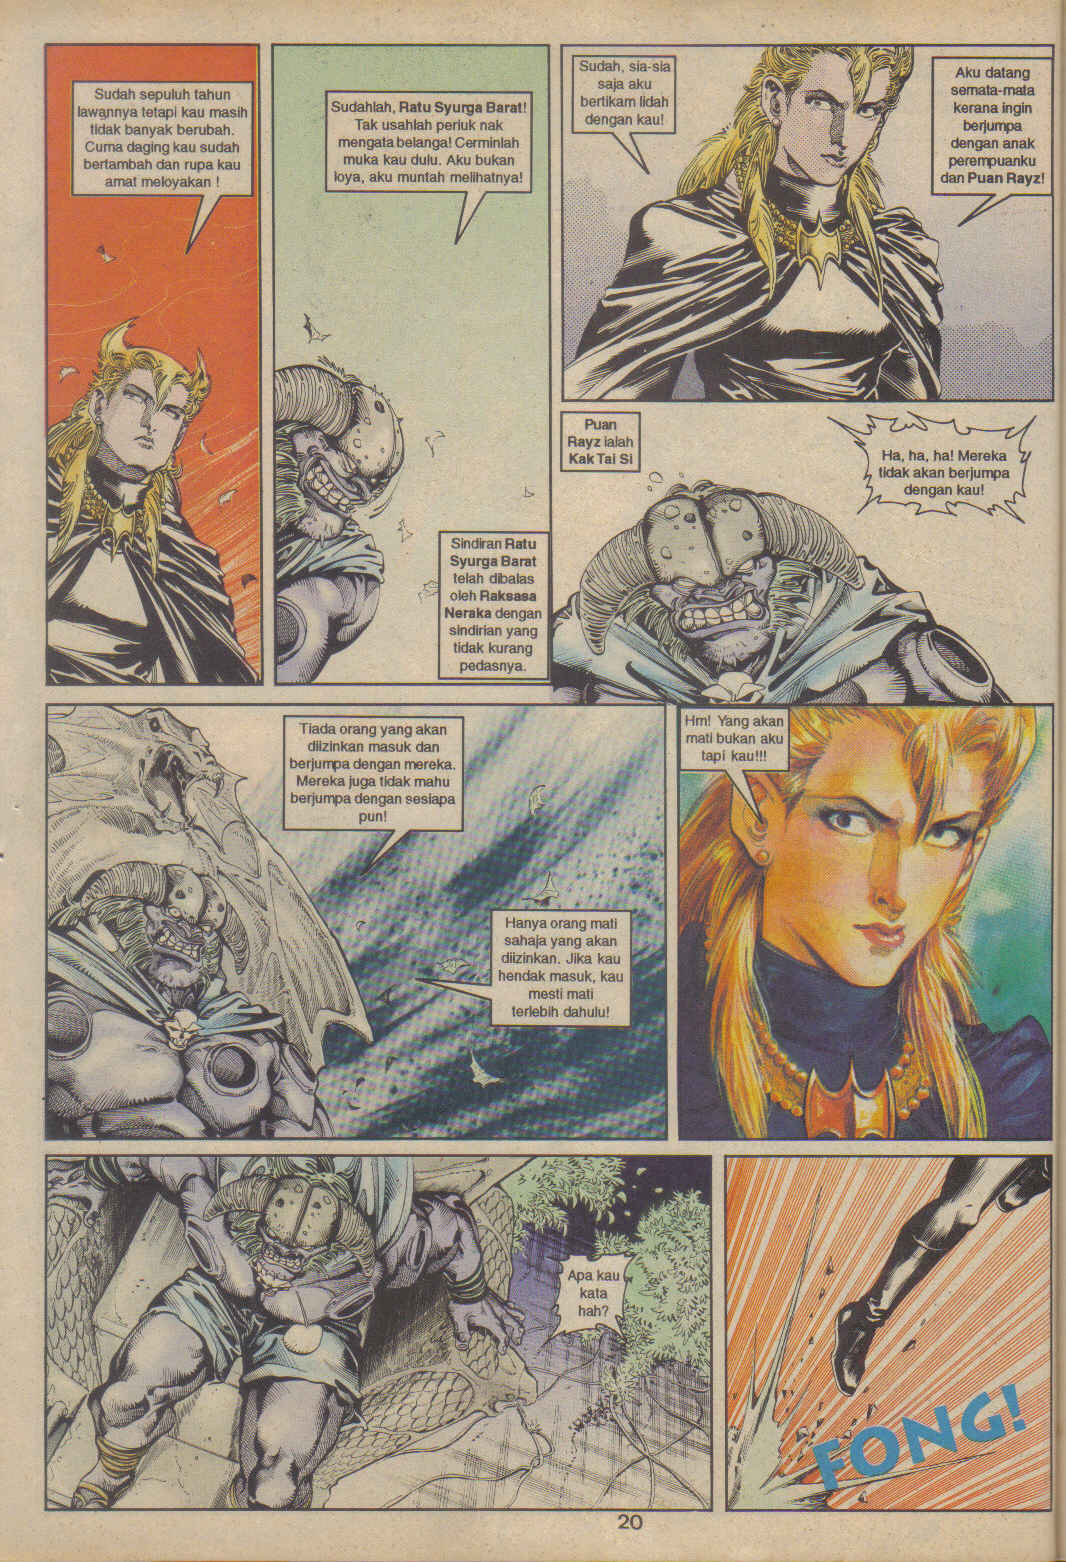 Sudah sepuluh tahun
lawannya tetapi kau masih
tidak banyak berubah.
Cuma daging kau sudah
bertambah dan rupa kau
amat meloyakan !
Sudahlah, Ratu Syurga Barat!
Tak usahlah periuk nak
mengata belanga! Cerminlah
muka kau dulu. Aku bukan
loya, aku muntah melihatnya!
Sindiran Ratu
Syurga Barat
telah dibalas
oleh Raksasa
Neraka dengan
sindirian yang
tidak kurang
pedasnya.
Sudah, sia-sia
saja aku
bertikam lidah
dengan kau!
Aku datang
semata-mata
kerana ingin
berjumpa
dengan anak
perempuanku
dan Puan Rayz!
Puan
Rayz ialah
Kak Tai Si
Ha, ha, ha! Mereka
tidak akan berjumpa
dengan kau!
Tiada orang yang akan
diizinkan masuk dan
berjumpa dengan mereka.
Mereka juga tidak mahu
berjumpa dengan sesiapa
pun!
Hanya orang mati
sahaja yang akan
diizinkan. Jika kau
hendak masuk, kau
mesti mati
terlebih dahulu!
Hm! Yang akan
mati bukan aku
tapi kau!!!
Apa kau
kata
hah?
FONG!
20